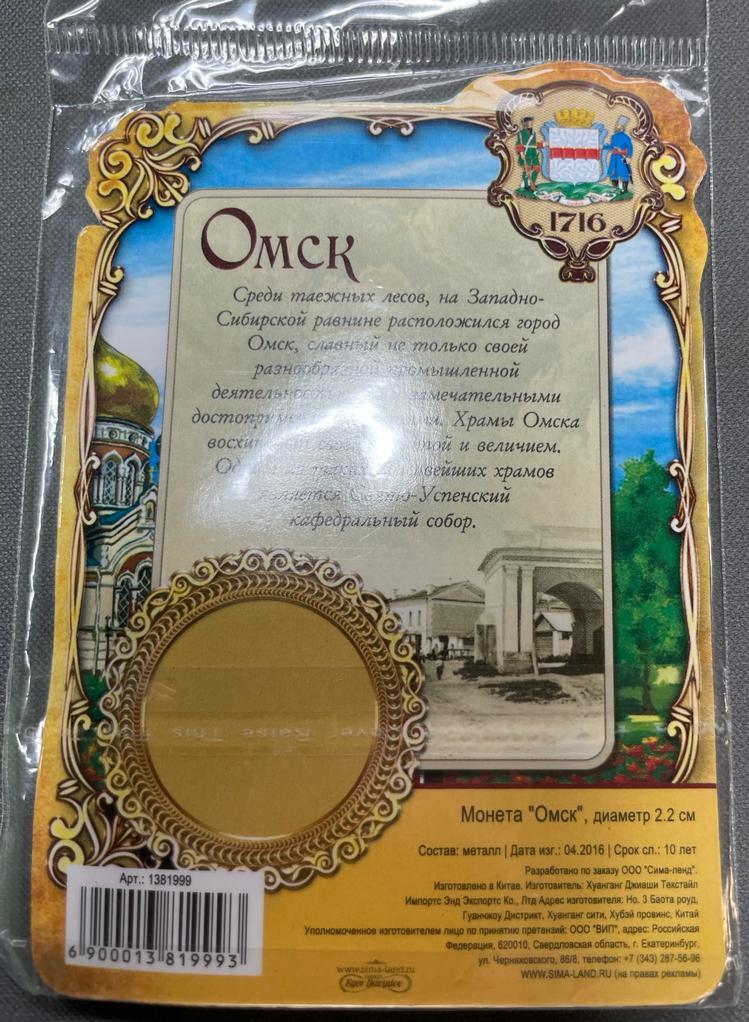 1716
Омск
Среди таежных лесов, на Западно-
Сибирской равнине расположился город
Омск, славный не только своей
разнообразной промышленной
замечательными
Храмы Омска
и величием.
храмов
является Свято-Успенский
кафедральный собор.
Raise This
Монета "Омск", диаметр 2.2 см
Состав: металл | Дата изг.: 04.2016 | Срок сл.: 10 лет
Разработано по заказу ООО "Сима-ленд".
Изготовлено в Китае. Изготовитель: Хуанганг Джиаши Текстайл
Импортс Энд Экспортс Ко., Лтд Адрес изготовителя: Но. 3 Баота роуд,
Гуанчжоу Дистрикт, Хуанганг сити, Хубэй провинс, Китай
Уполномоченное изготовителем лицо по принятию претензий: ООО "ВИП", адрес: Российская
Федерация, 620010, Свердловская область, г. Екатеринбург,
ул. Черняховского, 86/8, телефон: +7 (343) 287-56-96
WWW.SIMA-LAND.RU (на правах рекламы)
Арт.: 1381999
6 900013 819993
www.sima-land.ru